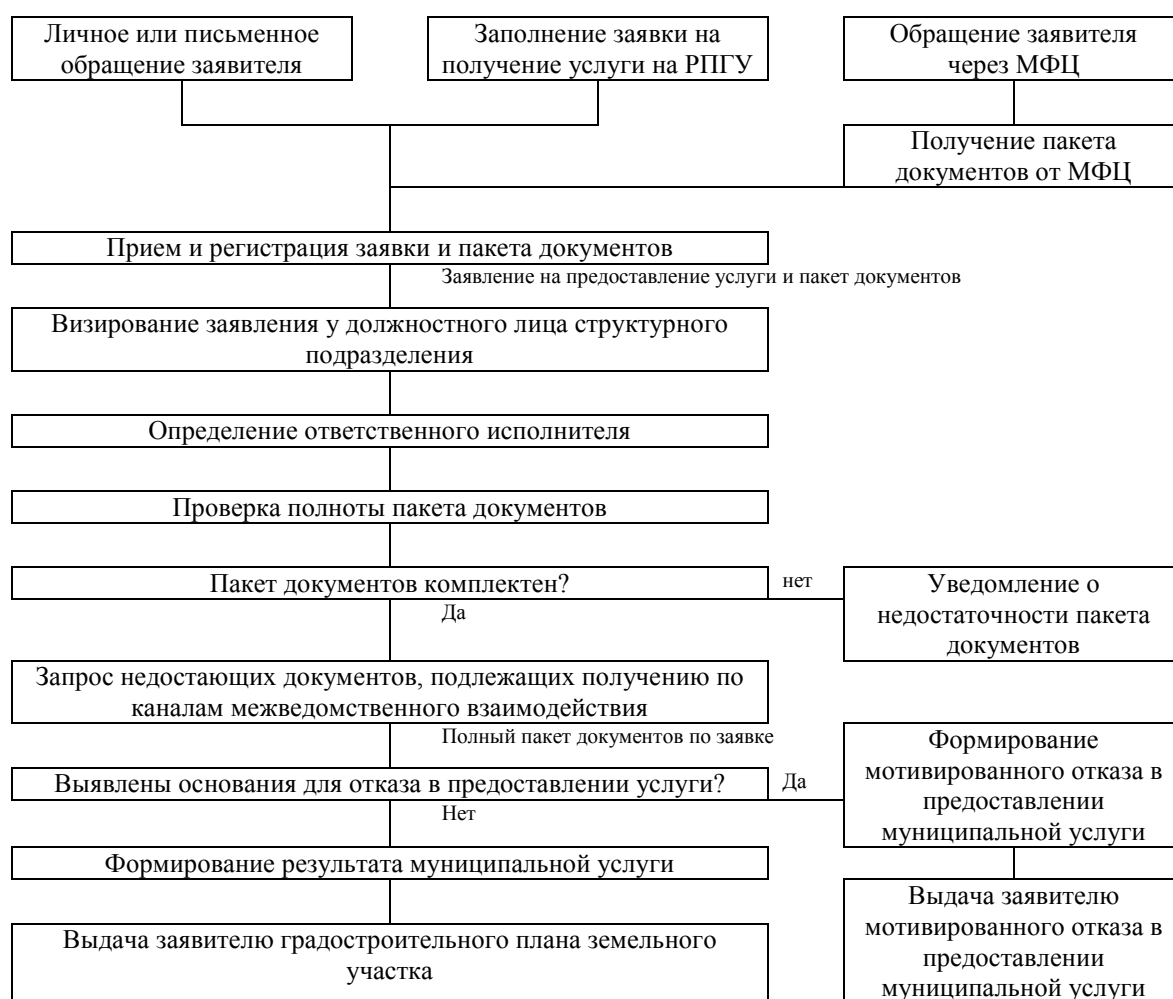 Личное или письменное
обращение заявителя
Заполнение заявки на
получение услуги на РПГУ
Обращение заявителя
через МФЦ
Получение пакета
документов от МФЦ
Прием и регистрация заявки и пакета документов
Заявление на предоставление услуги и пакет документов
Визирование заявления у должностного лица структурного
подразделения
Определение ответственного исполнителя
Проверка полноты пакета документов
Пакет документов комплектен?
нет
Уведомление о
недостаточности пакета
документов
Да
Запрос недостающих документов, подлежащих получению по
каналам межведомственного взаимодействия
Полный пакет документов по заявке
Выявлены основания для отказа в предоставлении услуги?
Да
Формирование
мотивированного отказа в
предоставлении
муниципальной услуги
Нет
Формирование результата муниципальной услуги
Выдача заявителю градостроительного плана земельного
участка
Выдача заявителю
мотивированного отказа в
предоставлении
муниципальной услуги